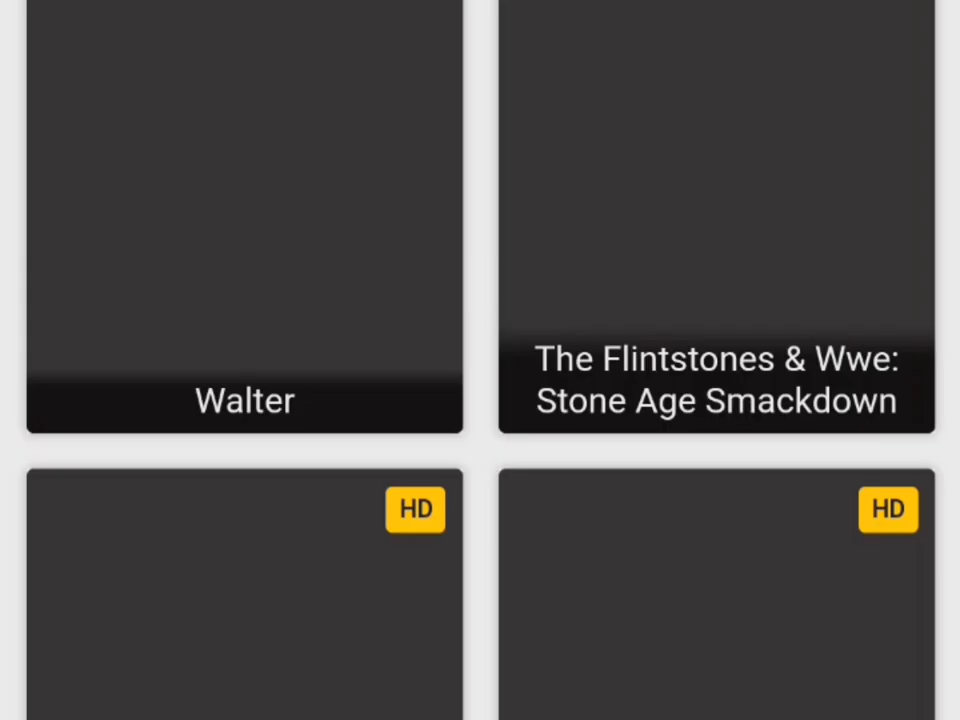 Walter
The Flintstones & Wwe:
Stone Age Smackdown
HD
HD